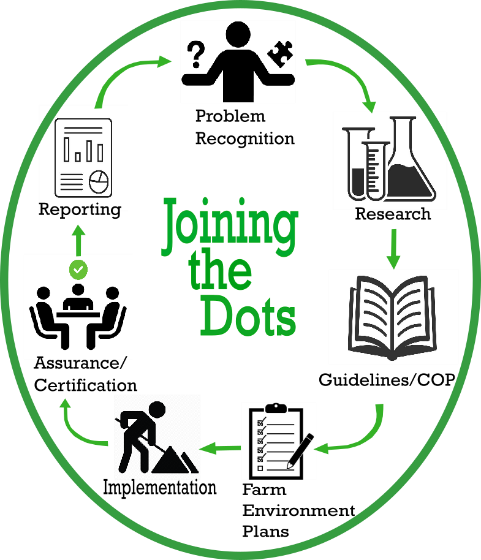 ?
Problem
Recognition
Research
Guidelines/COP
Farm
Environment
Plans
Implementation
Assurance/
Certification
Reporting
Joining
the
Dots